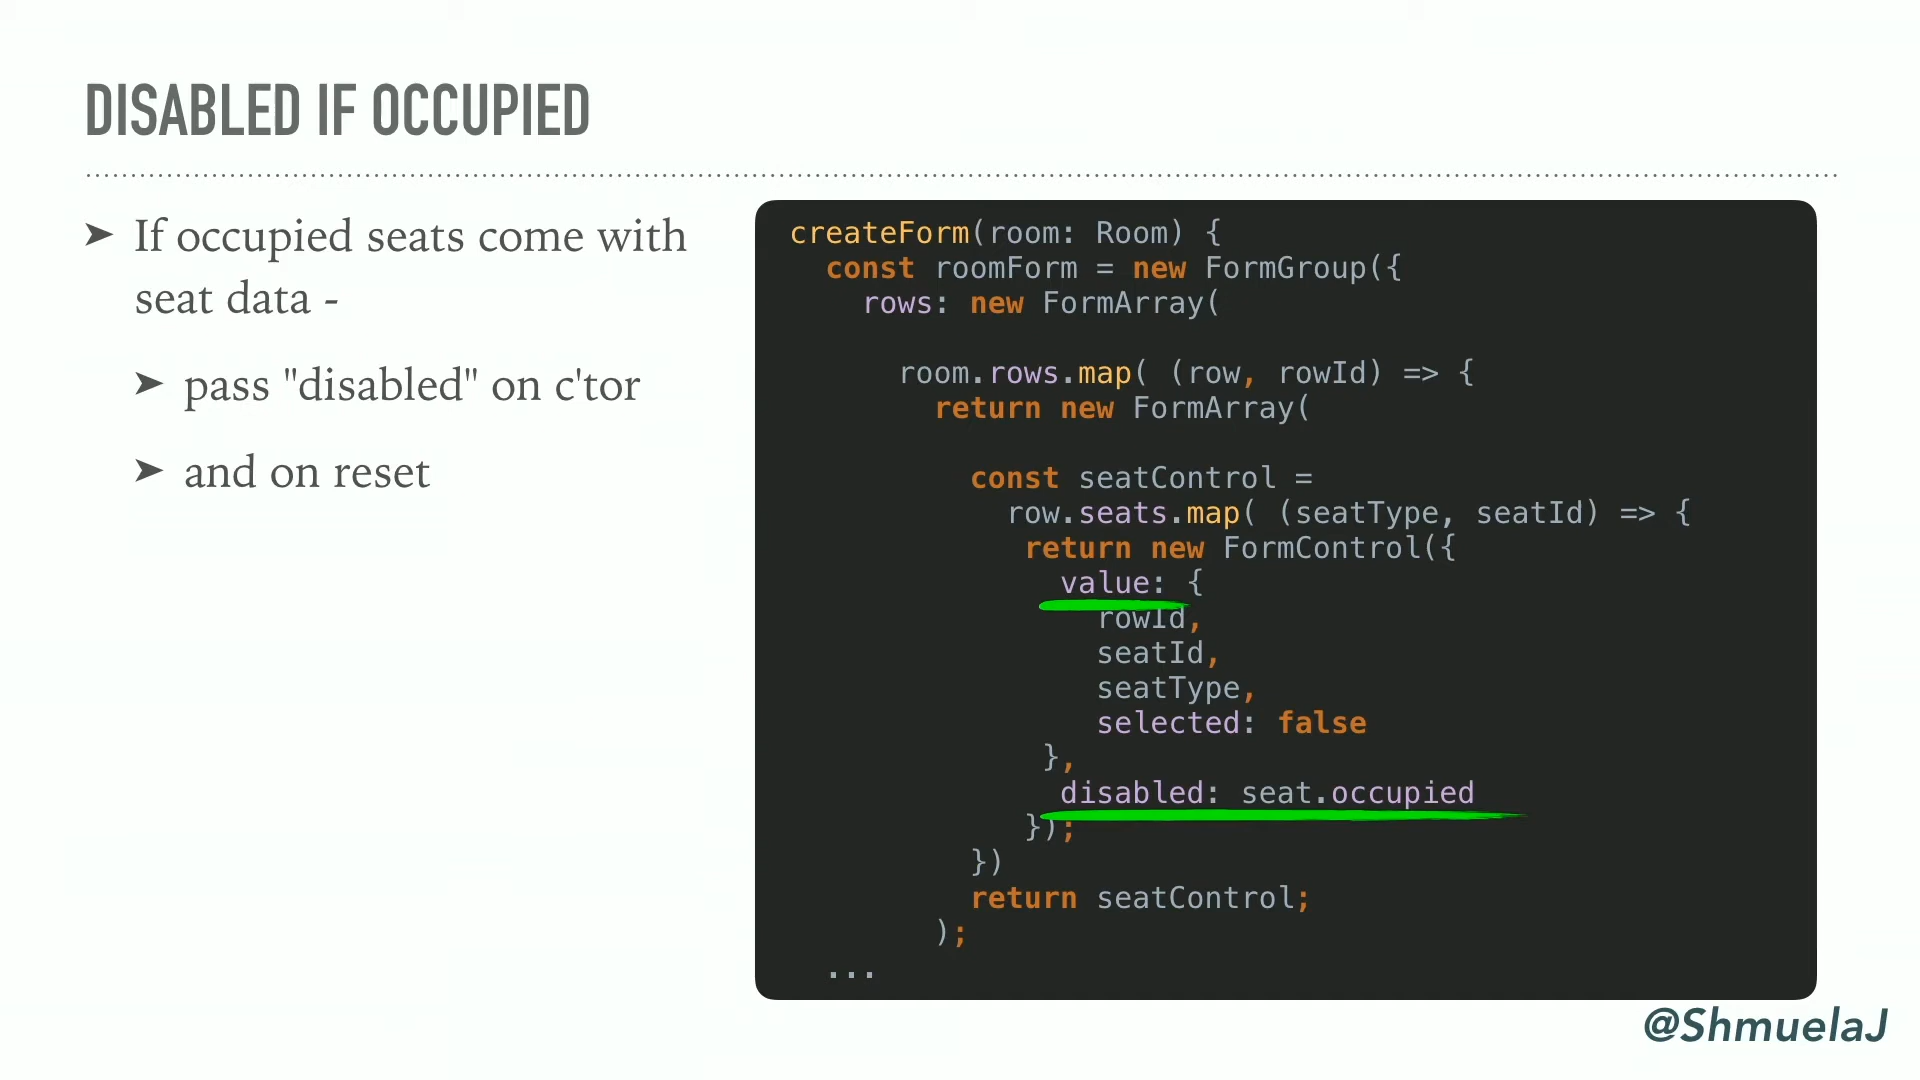 DISABLED IF OCCUPIED
➤ If occupied seats come with
seat data -
➤ pass "disabled" on c'tor
➤ and on reset
createForm(room: Room) {
const roomForm = new FormGroup({
rows: new FormArray(
room.rows.map( (row, rowId) => {
return new FormArray(
const seatControl =
row.seats.map( (seatType, seatId) => {
return new FormControl({
value: {
rowId,
seatId,
seatType,
selected: false
},
disabled: seat.occupied
});
})
return seatControl;
);
...
@ShmuelaJ